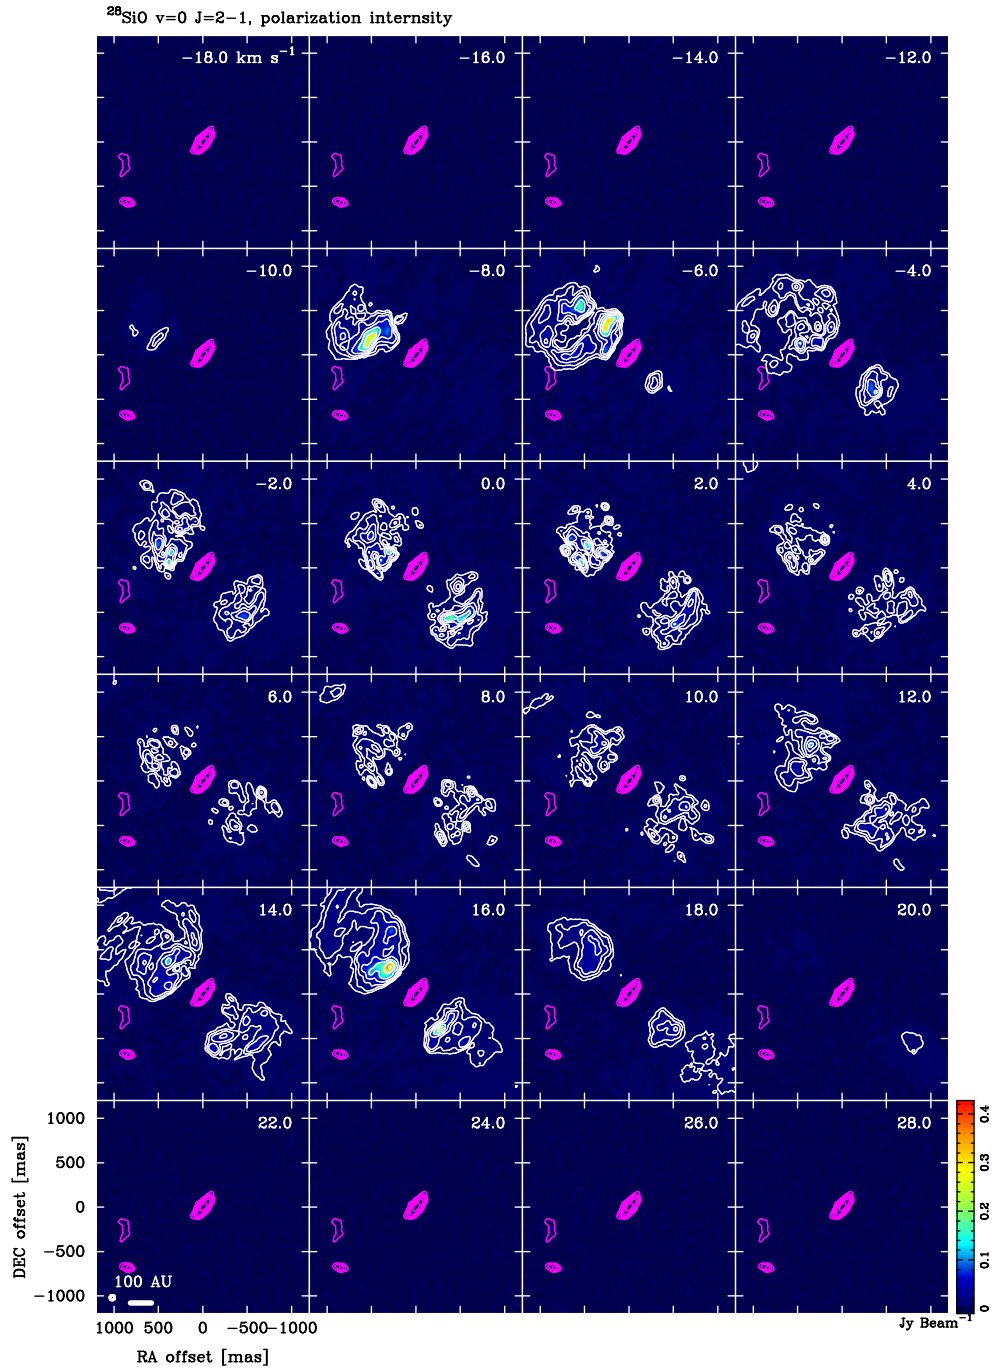 ²⁸SiO v=0 J=2−1, polarization internsity
−18.0 km s⁻¹ −16.0 −14.0 −12.0
−10.0 −8.0 −6.0 −4.0
−2.0 0.0 2.0 4.0
6.0 8.0 10.0 12.0
14.0 16.0 18.0 20.0
22.0 24.0 26.0 28.0
1000
500
0
−500
−1000
DEC offset [mas]
100 AU
1000 500 0 −500 −1000
RA offset [mas]
0 0.1 0.2 0.3 0.4
Jy Beam⁻¹